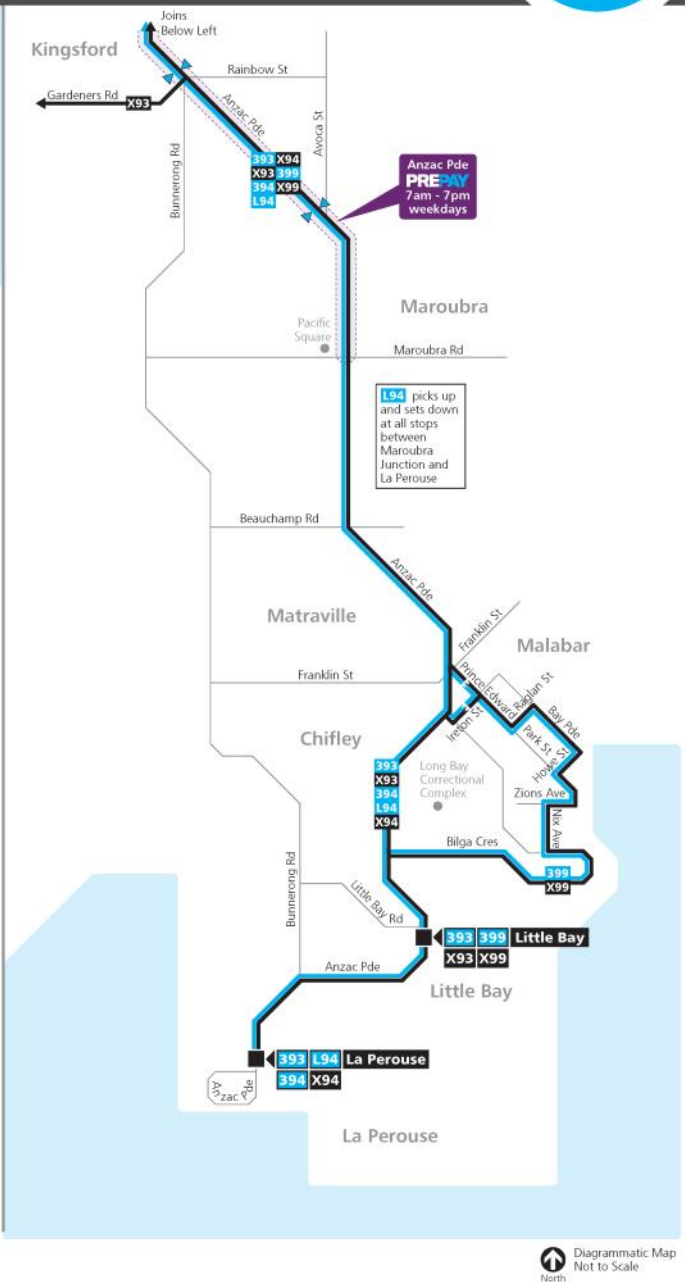 Joins
Below Left
Kingsford
Rainbow St
Gardeners Rd X93
Anzac Pde
Avoca St
Bunnerong Rd
393 X94
X93 399
394 X99
L94
Anzac Pde
PREPAY
7am - 7pm
weekdays
Maroubra
Pacific
Square
Maroubra Rd
L94 picks up
and sets down
at all stops
between
Maroubra
Junction and
La Perouse
Beauchamp Rd
Anzac Pde
Matraville
Franklin St
Malabar
Franklin St
Prince Edward
Raglan St
Bay Pde
Ireton St
Park St
Howe St
Chifley
393
X93
394
L94
X94
Long Bay
Correctional
Complex
Zions Ave
Nix Ave
Bilga Cres
399
X99
Bunnerong Rd
Little Bay Rd
393 399 Little Bay
X93 X99
Anzac Pde
Little Bay
393 L94 La Perouse
394 X94
Anzac Pde
La Perouse
Diagrammatic Map
Not to Scale
North